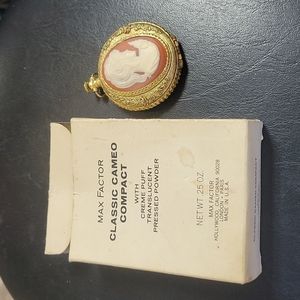 MAX FACTOR
CLASSIC CAMEO
COMPACT
WITH
CREME PUFF
TRANSLUCENT
PRESSED POWDER
NET WT. .25 OZ.
MAX FACTOR
HOLLYWOOD, CALIFORNIA 90028
LONDON • PARIS
MADE IN U.S.A.